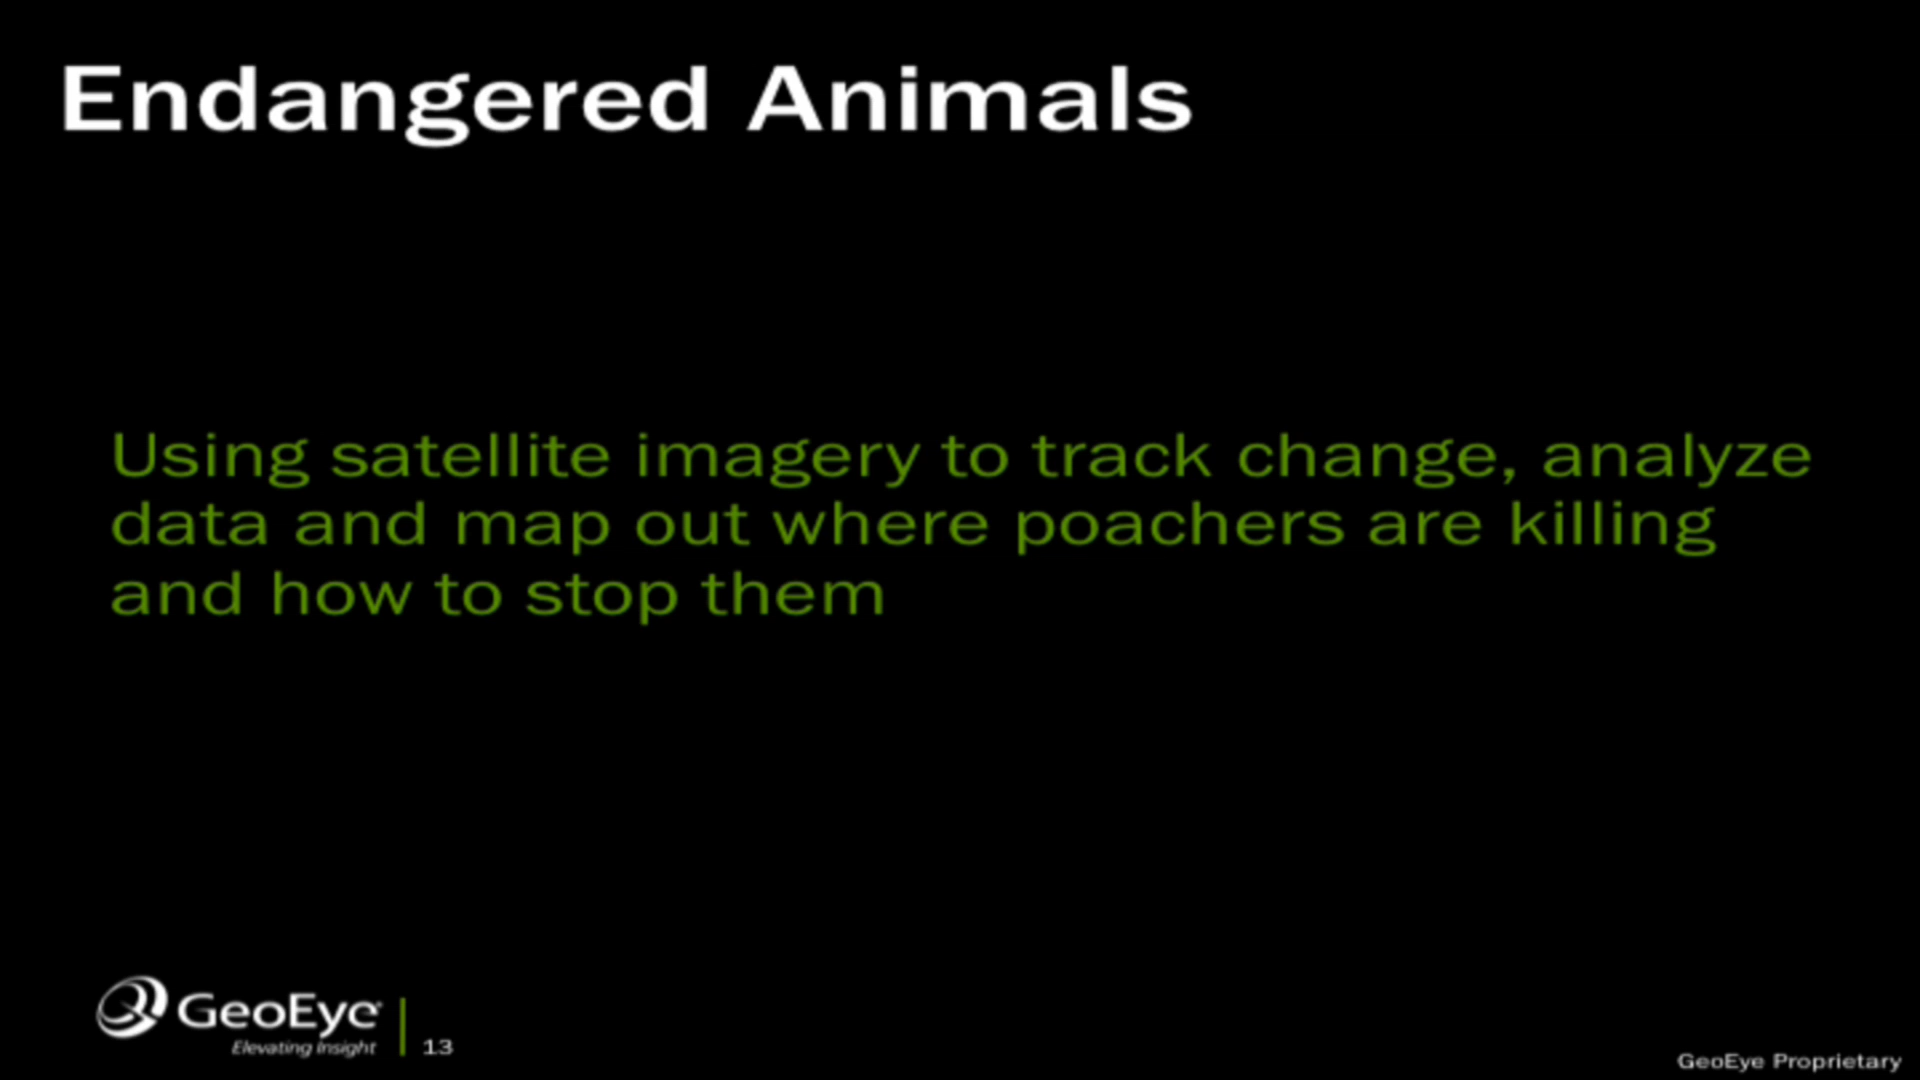 Endangered Animals
Using satellite imagery to track change, analyze
data and map out where poachers are killing
and how to stop them
GeoEye®
Elevating Insight
13
GeoEye Proprietary